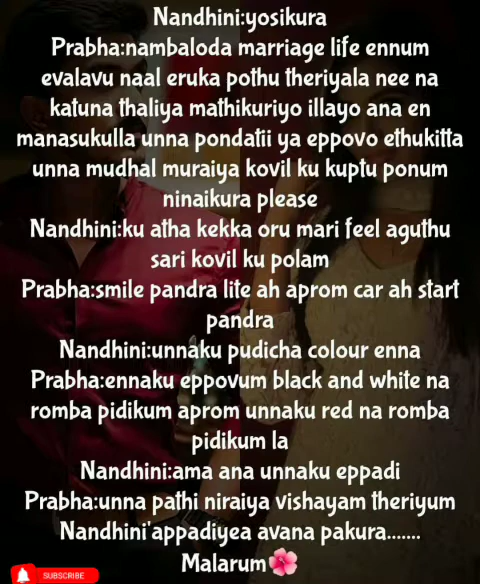 Nandhini:yosikura
Prabha:nambaloda marriage life ennum
evalavu naal eruka pothu theriyala nee na
katuna thaliya mathikuriyo illayo ana en
manasukulla unna pondatii ya eppovo ethukitta
unna mudhal muraiya kovil ku kuptu ponum
ninaikura please
Nandhini:ku atha kekka oru mari feel aguthu
sari kovil ku polam
Prabha:smile pandra lite ah aprom car ah start
pandra
Nandhini:unnaku pudicha colour enna
Prabha:ennaku eppovum black and white na
romba pidikum aprom unnaku red na romba
pidikum la
Nandhini:ama ana unnaku eppadi
Prabha:unna pathi niraiya vishayam theriyum
Nandhini'appadiyea avana pakura.......
Malarum🌺
SUBSCRIBE